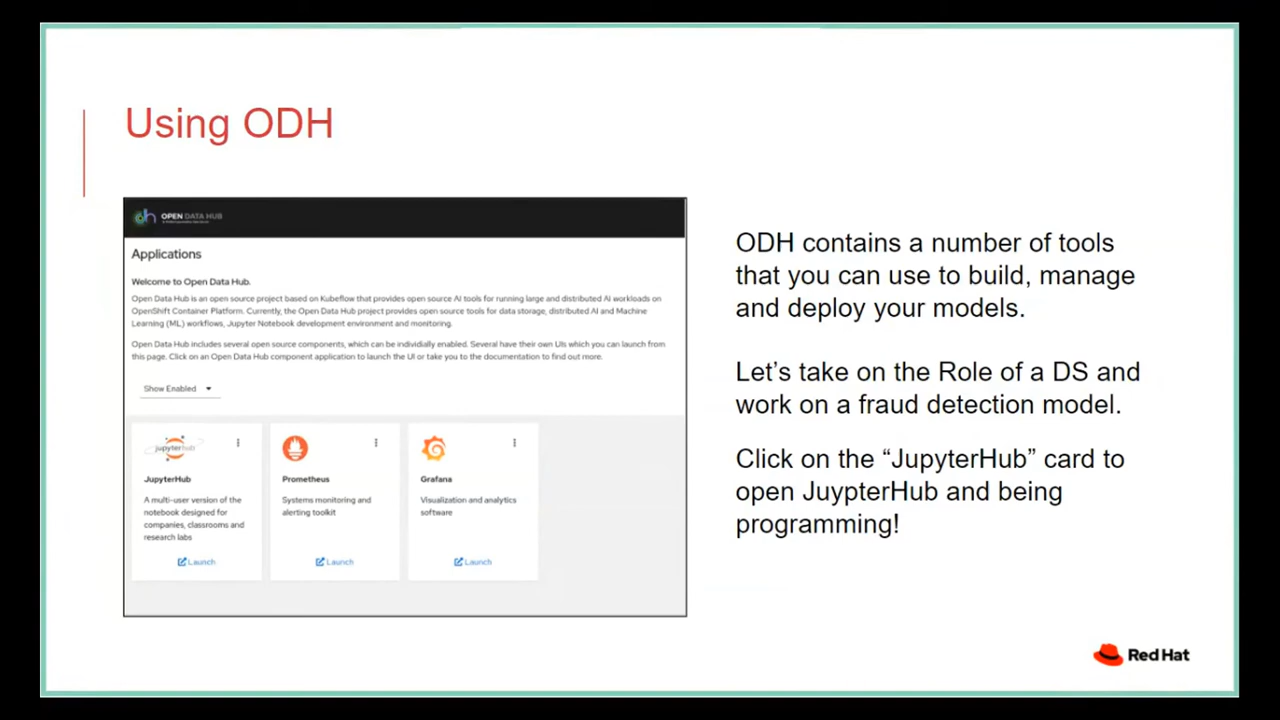 Using ODH
OPEN DATA HUB
Applications
Welcome to Open Data Hub.
Open Data Hub is an open source project based on Kubeflow that provides open source AI tools for running large and distributed AI workloads on
OpenShift Container Platform. Currently, the Open Data Hub project provides open source tools for data storage, distributed AI and Machine
Learning (ML) workflows, Jupyter Notebook development environment and monitoring.
Open Data Hub includes several open source components, which can be individially enabled. Several have their own UIs which you can launch from
this page. Click on an Open Data Hub component application to launch the UI or take you to the documentation to find out more.
Show Enabled
jupyterhub
JupyterHub
A multi-user version of the
notebook designed for
companies, classrooms and
research labs
Launch
Prometheus
Systems monitoring and
alerting toolkit
Launch
Grafana
Visualization and analytics
software
Launch
ODH contains a number of tools
that you can use to build, manage
and deploy your models.
Let’s take on the Role of a DS and
work on a fraud detection model.
Click on the “JupyterHub” card to
open JuypterHub and being
programming!
Red Hat